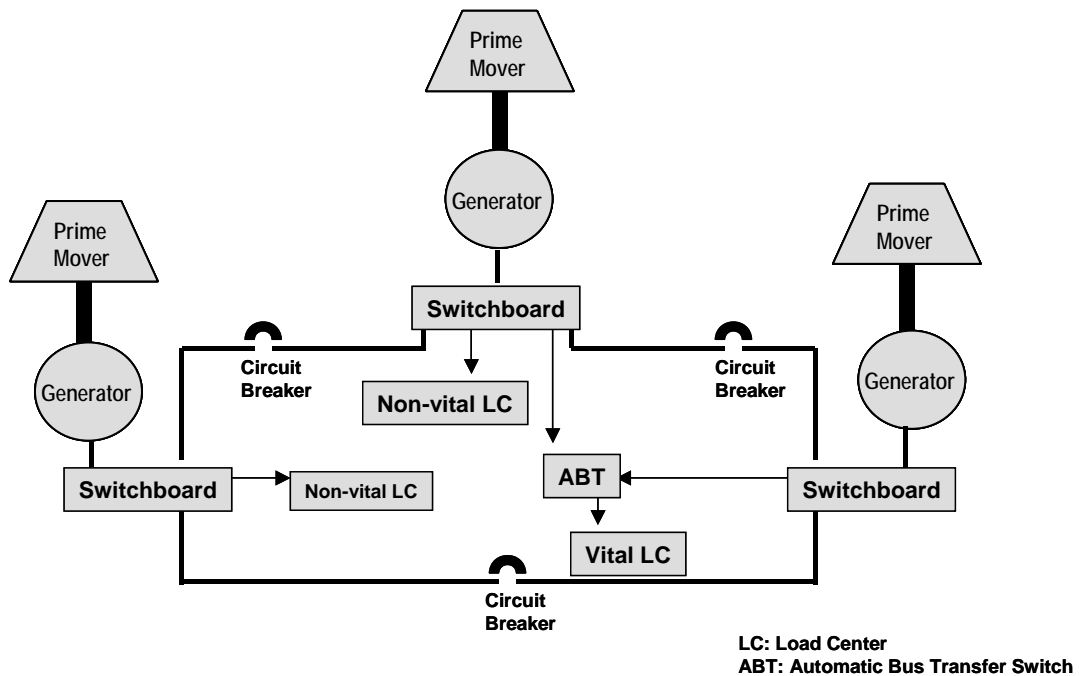 Prime
Mover
Generator
Switchboard
Prime
Mover
Generator
Prime
Mover
Generator
Circuit
Breaker
Circuit
Breaker
Non-vital LC
Switchboard
Non-vital LC
ABT
Switchboard
Vital LC
Circuit
Breaker
LC: Load Center
ABT: Automatic Bus Transfer Switch